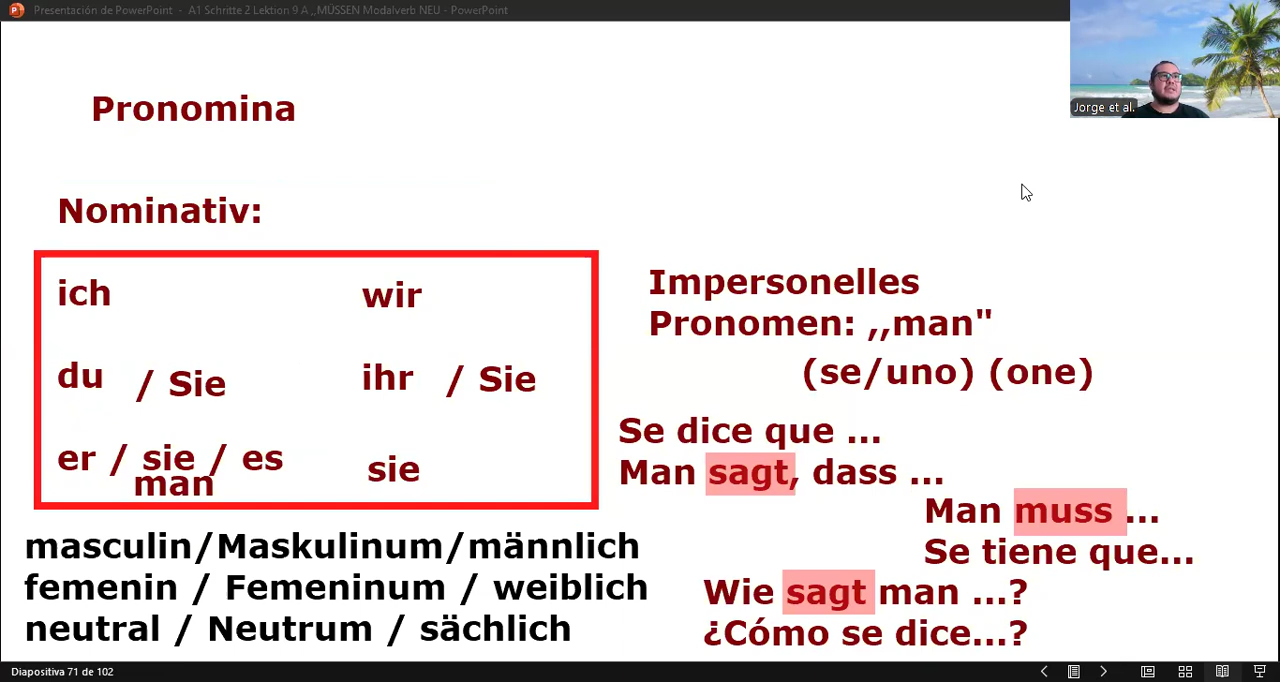 Presentación de PowerPoint - A1 Schritte 2 Lektion 9 A ,,MÜSSEN Modalverb NEU - PowerPoint
Jorge et al.
Pronomina
Nominativ:
ich wir
du / Sie ihr / Sie
er / sie / es sie
man
Impersonelles
Pronomen: ,,man"
(se/uno) (one)
Se dice que ...
Man sagt, dass ...
Man muss ...
Se tiene que...
Wie sagt man ...?
¿Cómo se dice...?
masculin/Maskulinum/männlich
femenin / Femeninum / weiblich
neutral / Neutrum / sächlich
Diapositiva 71 de 102